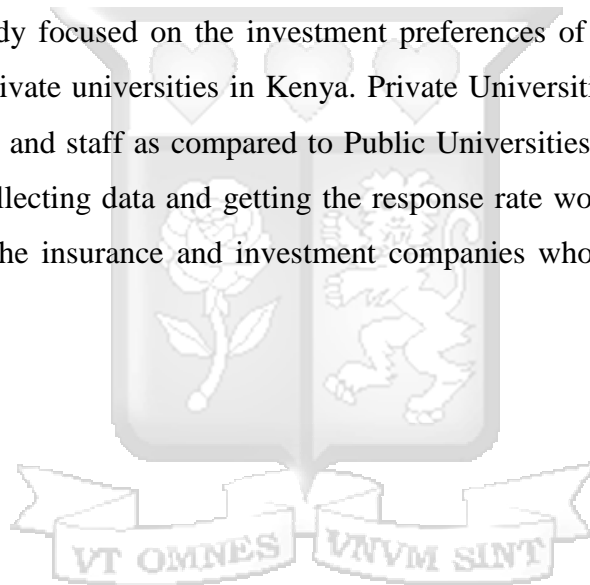 dy focused on the investment preferences of
ivate universities in Kenya. Private Universiti
and staff as compared to Public Universities
llecting data and getting the response rate wo
he insurance and investment companies who
VT OMNES VNVM SINT